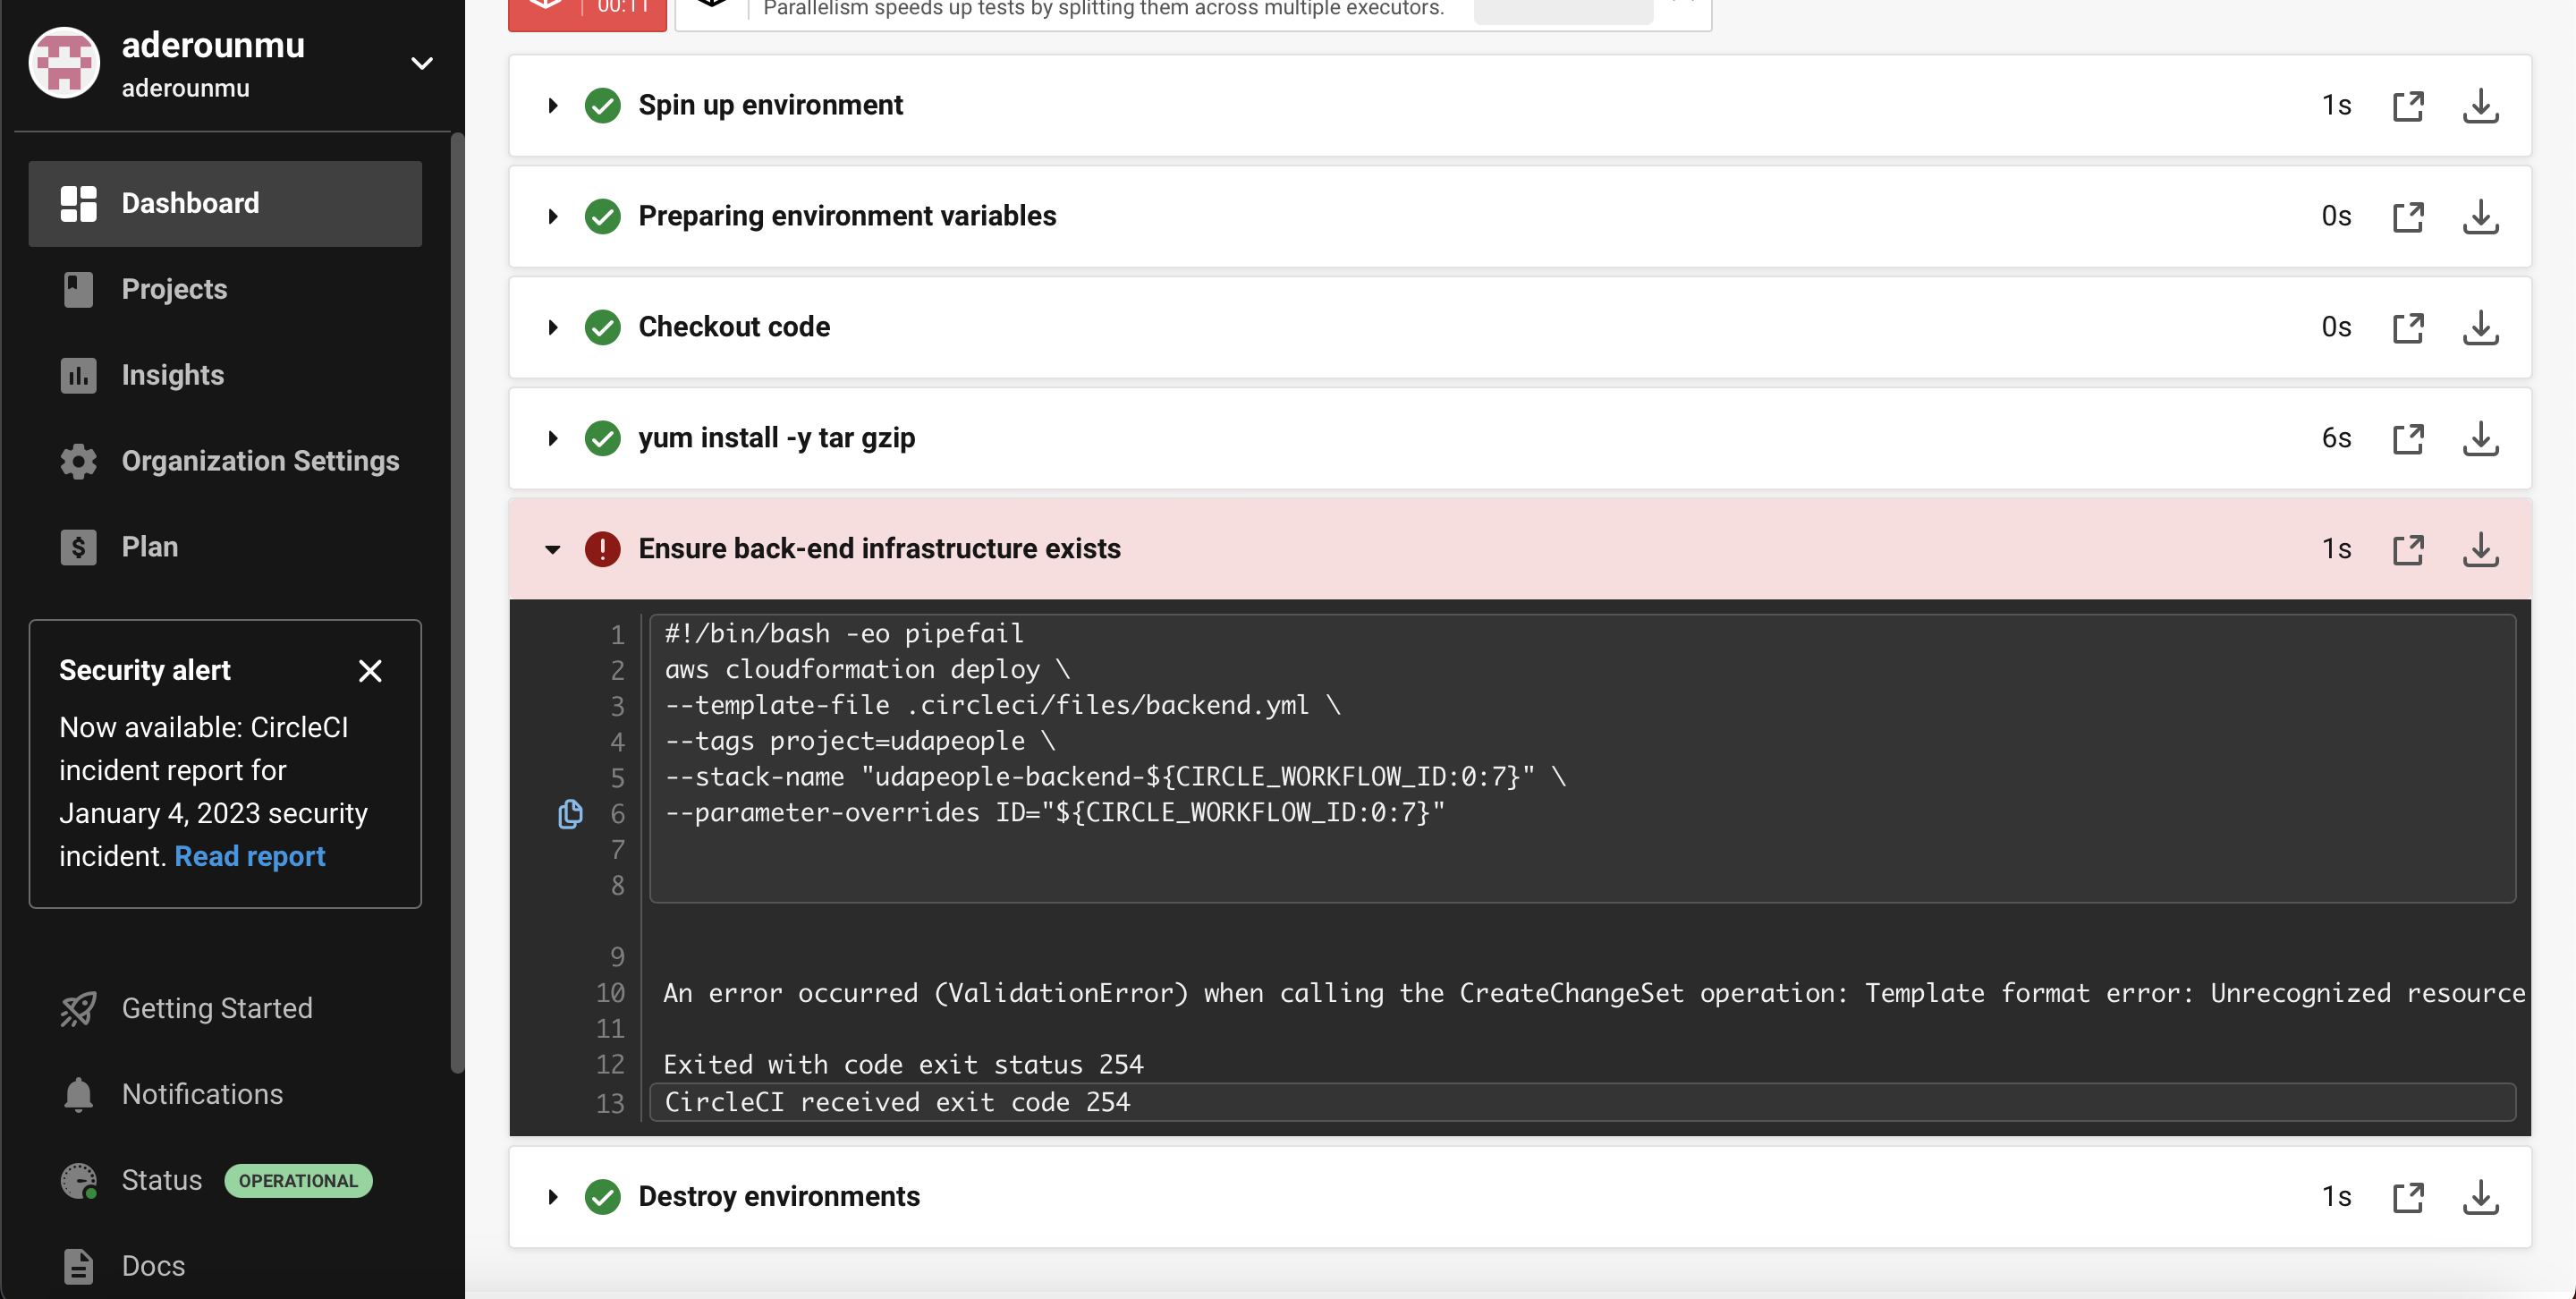 aderounmu
aderounmu
Dashboard
Projects
Insights
Organization Settings
Plan
Security alert
Now available: CircleCI
incident report for
January 4, 2023 security
incident. Read report
Getting Started
Notifications
Status OPERATIONAL
Docs
00:11
Parallelism speeds up tests by splitting them across multiple executors.
Spin up environment 1s
Preparing environment variables 0s
Checkout code 0s
yum install -y tar gzip 6s
Ensure back-end infrastructure exists 1s
1 #!/bin/bash -eo pipefail
2 aws cloudformation deploy \
3 --template-file .circleci/files/backend.yml \
4 --tags project=udapeople \
5 --stack-name "udapeople-backend-${CIRCLE_WORKFLOW_ID:0:7}" \
6 --parameter-overrides ID="${CIRCLE_WORKFLOW_ID:0:7}"
7
8
9
10 An error occurred (ValidationError) when calling the CreateChangeSet operation: Template format error: Unrecognized resource
11
12 Exited with code exit status 254
13 CircleCI received exit code 254
Destroy environments 1s